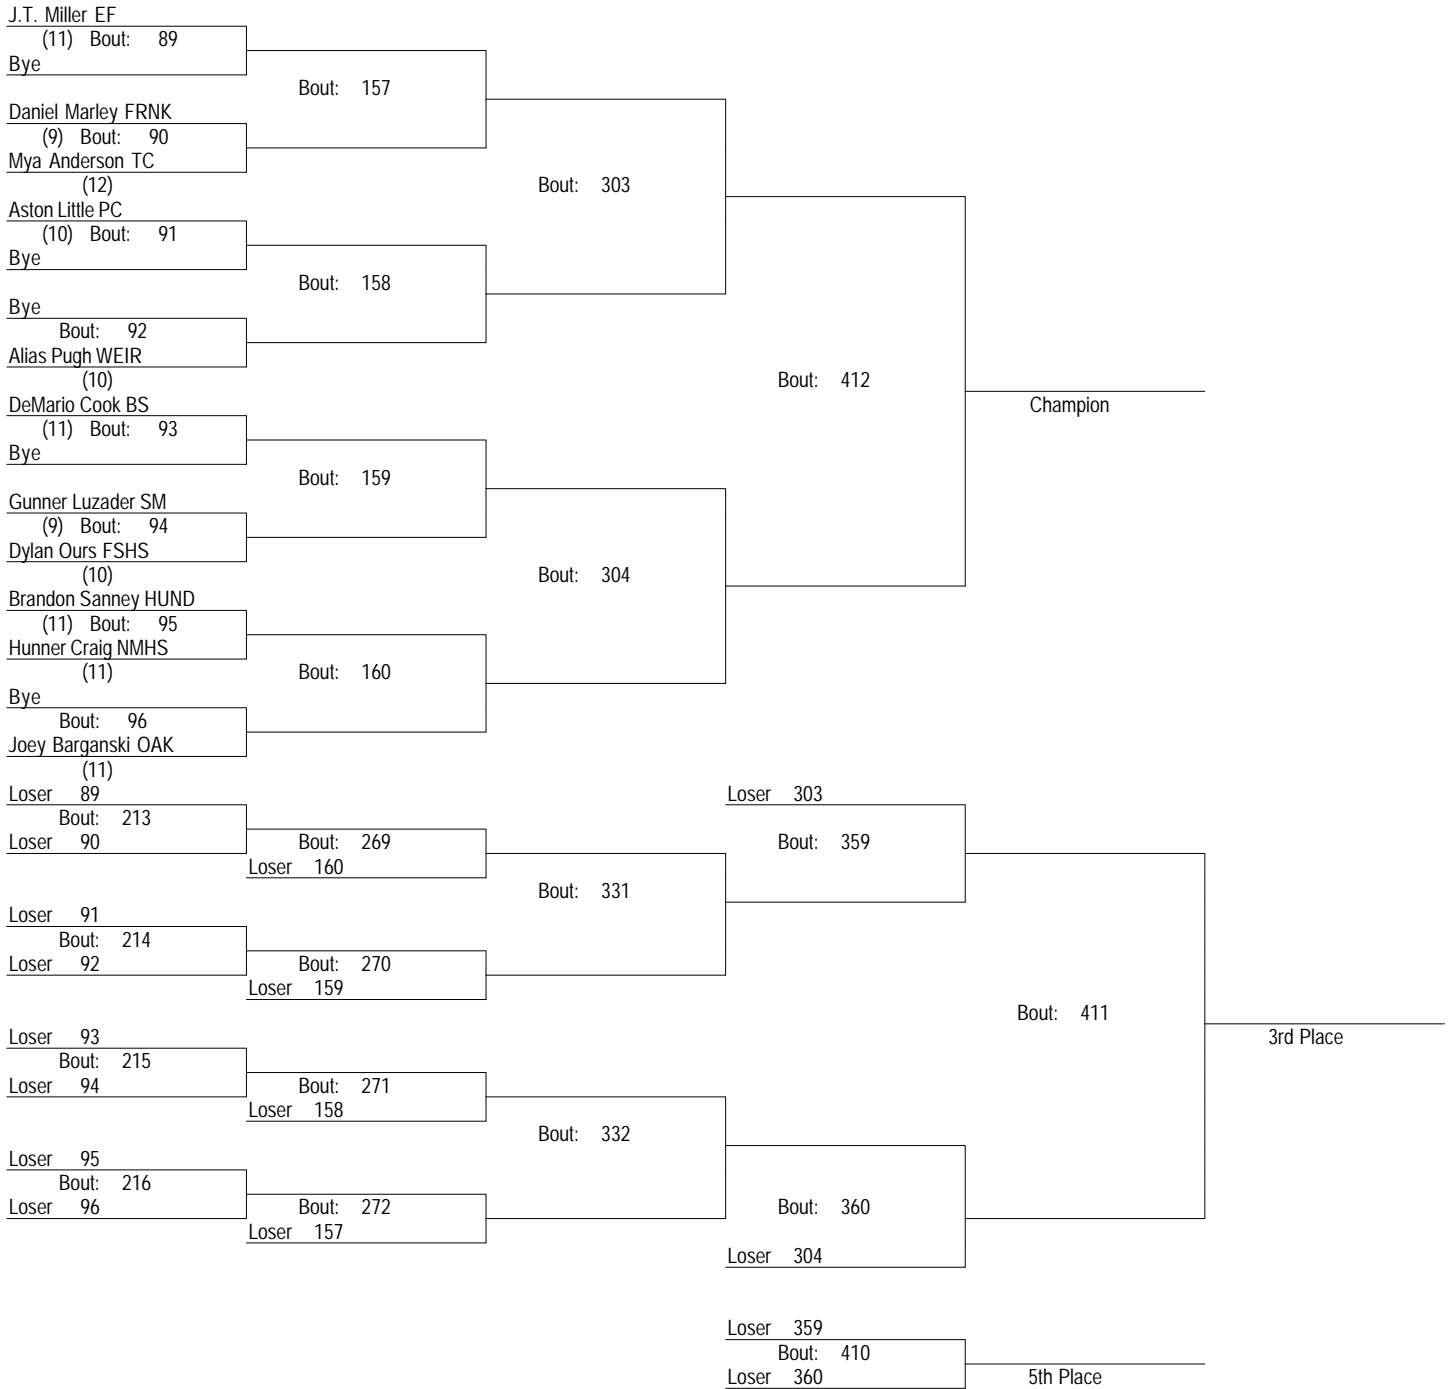 J.T. Miller EF
(11) Bout: 89
Bye
Bout: 157
Daniel Marley FRNK
(9) Bout: 90
Mya Anderson TC
(12)
Bout: 303
Aston Little PC
(10) Bout: 91
Bye
Bout: 158
Bye
Bout: 92
Alias Pugh WEIR
(10)
Bout: 412
Champion
DeMario Cook BS
(11) Bout: 93
Bye
Bout: 159
Gunner Luzader SM
(9) Bout: 94
Dylan Ours FSHS
(10)
Bout: 304
Brandon Sanney HUND
(11) Bout: 95
Hunner Craig NMHS
(11)
Bout: 160
Bye
Bout: 96
Joey Barganski OAK
(11)
Loser 89
Bout: 213
Loser 90
Bout: 269
Loser 160
Loser 303
Bout: 359
Bout: 331
Loser 91
Bout: 214
Loser 92
Bout: 270
Loser 159
Bout: 411
3rd Place
Loser 93
Bout: 215
Loser 94
Bout: 271
Loser 158
Bout: 332
Loser 95
Bout: 216
Loser 96
Bout: 272
Loser 157
Bout: 360
Loser 304
Loser 359
Bout: 410
Loser 360
5th Place